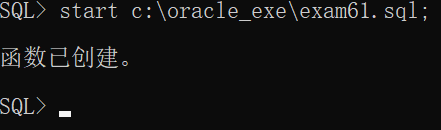 SQL> start c:\oracle_exe\exam61.sql;
函数已创建。
SQL>